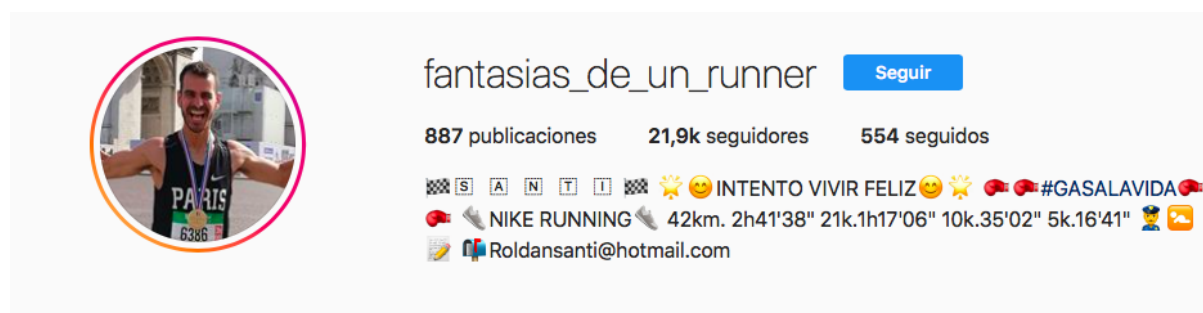 fantasias_de_un_runner Seguir
887 publicaciones 21,9k seguidores 554 seguidos
🏁🅂 🄰 🄽 🅃 🄸 🏁 🌟😊INTENTO VIVIR FELIZ😊🌟 🥊🥊#GASALAVIDA🥊
🥊 👟NIKE RUNNING👟 42km. 2h41'38" 21k.1h17'06" 10k.35'02" 5k.16'41" 👮🌥
📝 📬Roldansanti@hotmail.com
PARIS
6386